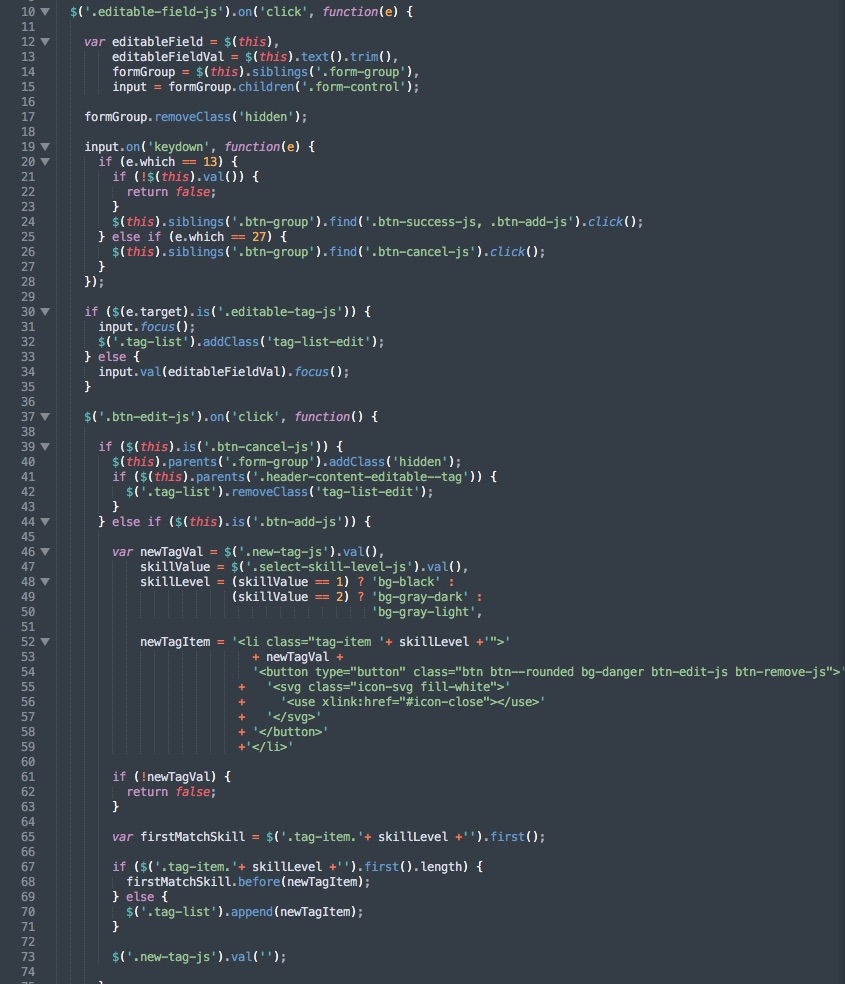 10 $('.editable-field-js').on('click', function(e) {
11
12 var editableField = $(this),
13 editableFieldVal = $(this).text().trim(),
14 formGroup = $(this).siblings('.form-group'),
15 input = formGroup.children('.form-control');
16
17 formGroup.removeClass('hidden');
18
19 input.on('keydown', function(e) {
20 if (e.which == 13) {
21 if (!$(this).val()) {
22 return false;
23 }
24 $(this).siblings('.btn-group').find('.btn-success-js, .btn-add-js').click();
25 } else if (e.which == 27) {
26 $(this).siblings('.btn-group').find('.btn-cancel-js').click();
27 }
28 });
29
30 if ($(e.target).is('.editable-tag-js')) {
31 input.focus();
32 $('.tag-list').addClass('tag-list-edit');
33 } else {
34 input.val(editableFieldVal).focus();
35 }
36
37 $('.btn-edit-js').on('click', function() {
38
39 if ($(this).is('.btn-cancel-js')) {
40 $(this).parents('.form-group').addClass('hidden');
41 if ($(this).parents('.header-content-editable--tag')) {
42 $('.tag-list').removeClass('tag-list-edit');
43 }
44 } else if ($(this).is('.btn-add-js')) {
45
46 var newTagVal = $('.new-tag-js').val(),
47 skillValue = $('.select-skill-level-js').val(),
48 skillLevel = (skillValue == 1) ? 'bg-black' :
49 (skillValue == 2) ? 'bg-gray-dark' :
50 'bg-gray-light',
51
52 newTagItem = '<li class="tag-item '+ skillLevel +'">'
53 + newTagVal +
54 '<button type="button" class="btn btn--rounded bg-danger btn-edit-js btn-remove-js">'
55 + '<svg class="icon-svg fill-white">'
56 + '<use xlink:href="#icon-close"></use>'
57 + '</svg>'
58 + '</button>'
59 +'</li>'
60
61 if (!newTagVal) {
62 return false;
63 }
64
65 var firstMatchSkill = $('.tag-item.'+ skillLevel +'').first();
66
67 if ($('.tag-item.'+ skillLevel +'').first().length) {
68 firstMatchSkill.before(newTagItem);
69 } else {
70 $('.tag-list').append(newTagItem);
71 }
72
73 $('.new-tag-js').val('');
74